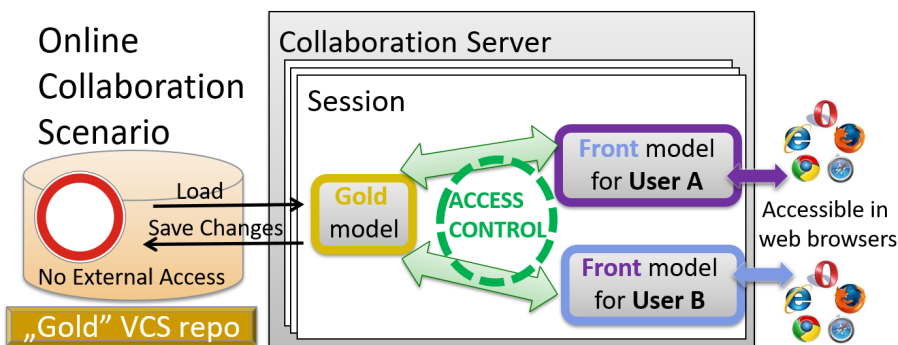 Online
Collaboration
Scenario
Load
Save Changes
No External Access
„Gold” VCS repo
Collaboration Server
Session
Gold
model
ACCESS
CONTROL
Front model
for User A
Front model
for User B
Accessible in
web browsers